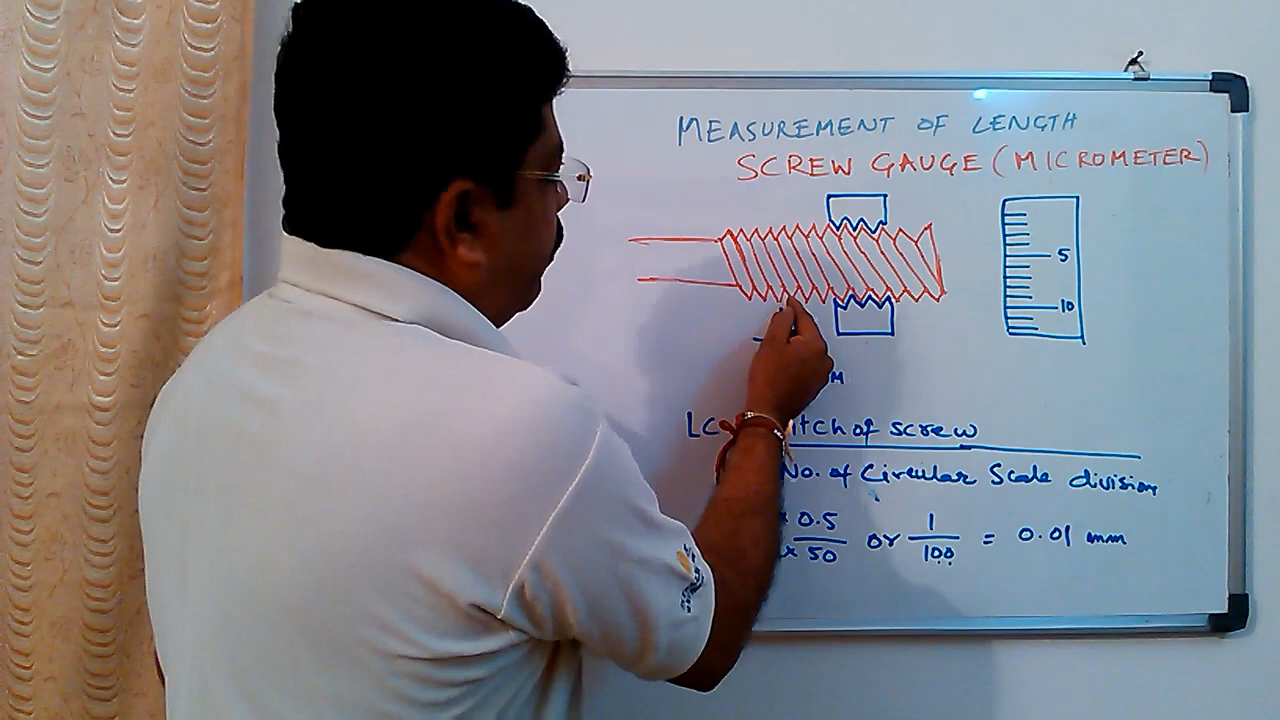 MEASUREMENT OF LENGTH
SCREW GAUGE (MICROMETER)
5
10
M
LC itch of screw
No. of Circular Scale division
× 0.5 or 1 = 0.01 mm
× 50 100